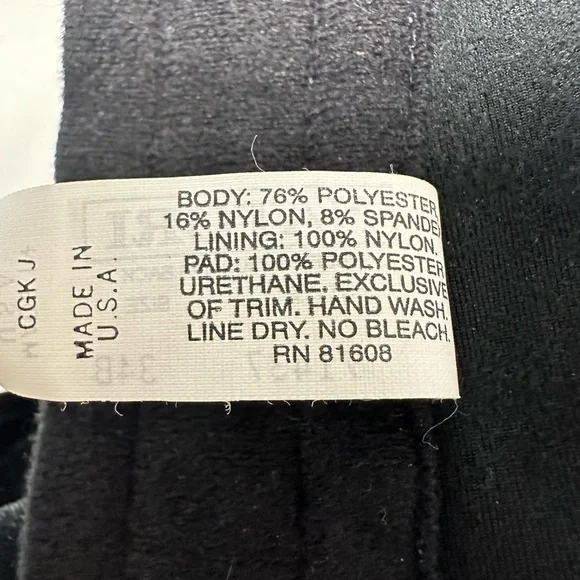 BODY: 76% POLYESTER
16% NYLON, 8% SPANDEX
LINING: 100% NYLON.
PAD: 100% POLYESTER
URETHANE. EXCLUSIVE
OF TRIM. HAND WASH.
LINE DRY. NO BLEACH.
RN 81608
MADE IN
U.S.A.
CGK J
34B